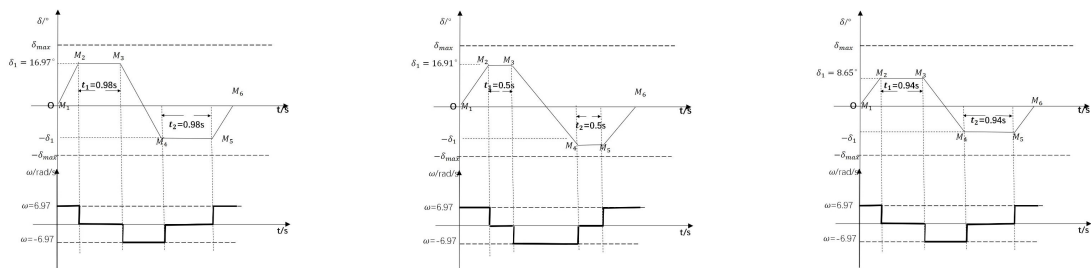 δ/°
δmax
δ₁ = 16.97°
M₂
M₃
t₁=0.98s
O
M₁
M₆
t/s
t₂=0.98s
−δ₁
M₄
M₅
−δmax
ω/rad/s
ω=6.97
t/s
ω=-6.97
δ/°
δmax
δ₁ = 16.91°
M₂
M₃
t₁=0.5s
O
M₁
M₆
t/s
t₂=0.5s
−δ₁
M₄
M₅
−δmax
ω/rad/s
ω=6.97
t/s
ω=-6.97
δ/°
δmax
δ₁ = 8.65°
M₂
M₃
t₁=0.94s
O
M₁
M₆
t/s
t₂=0.94s
−δ₁
M₄
M₅
−δmax
ω/rad/s
ω=6.97
t/s
ω=-6.97